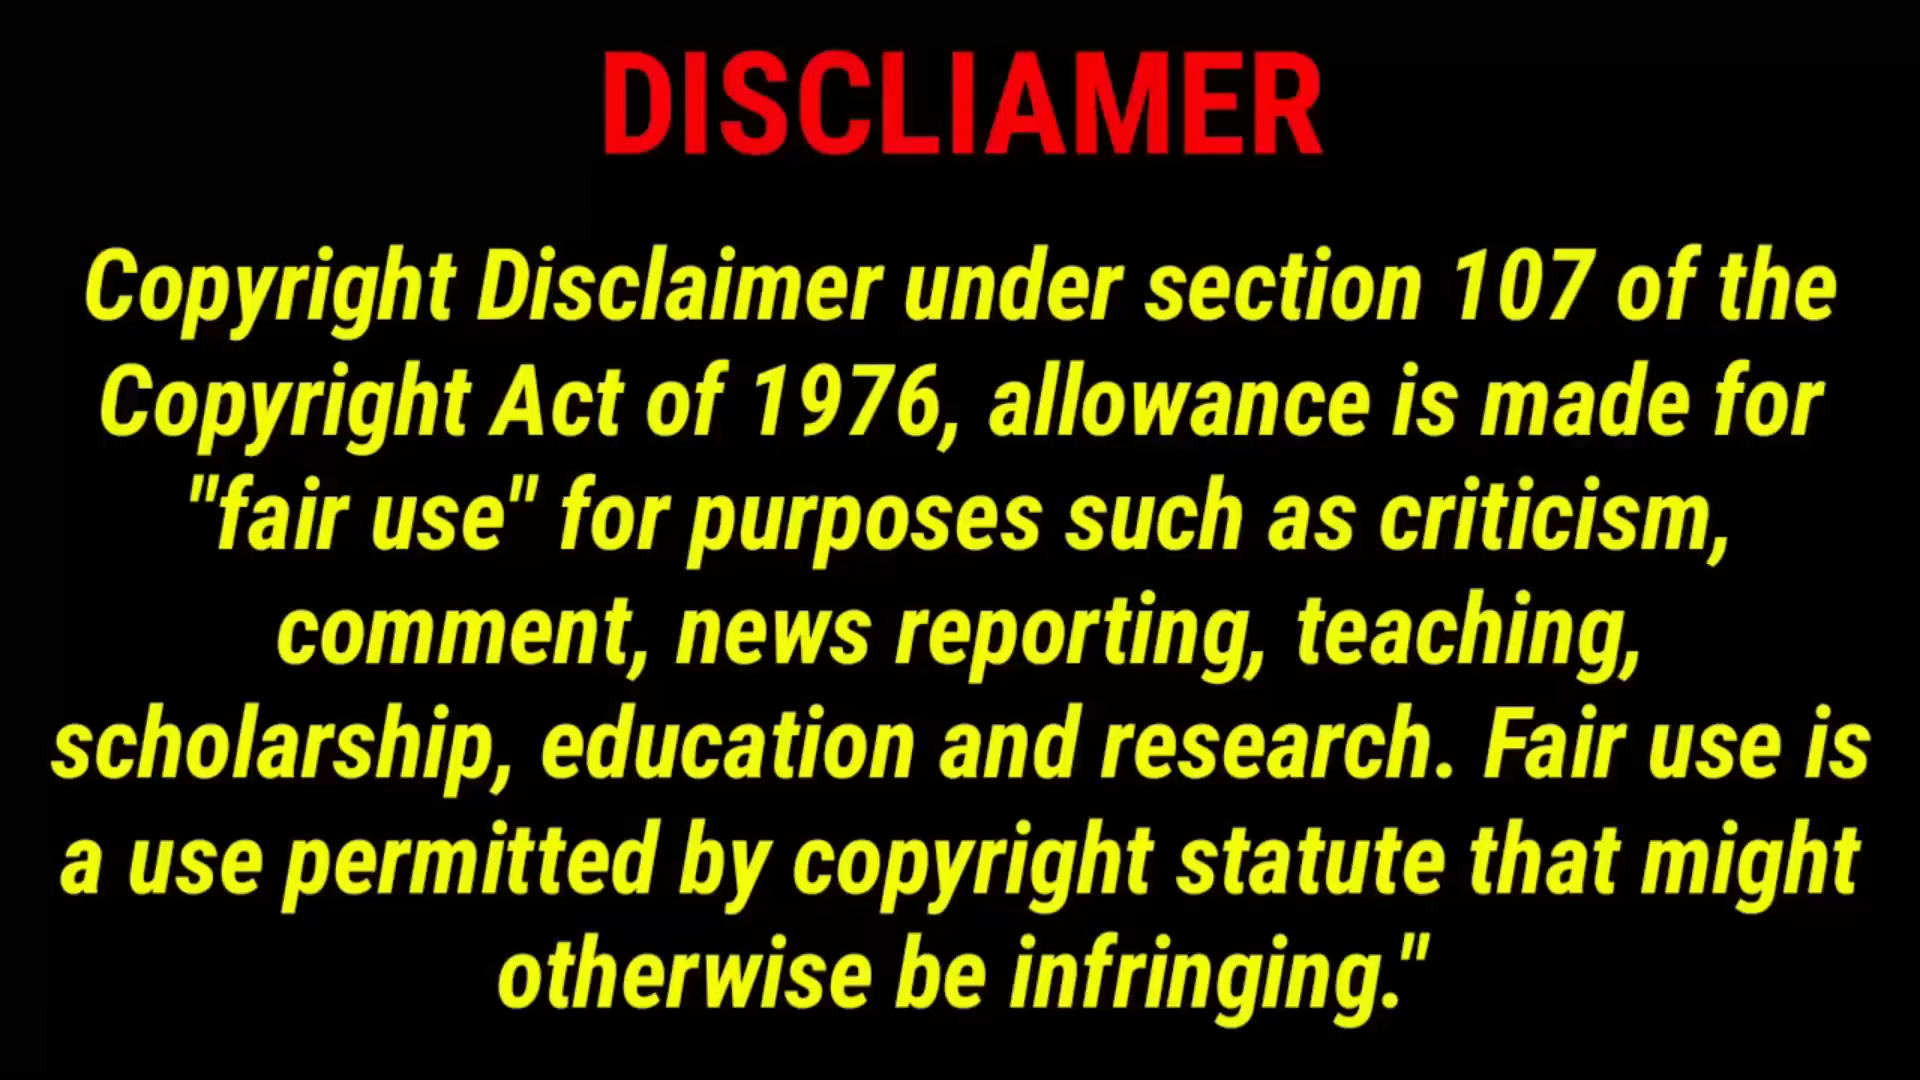 DISCLIAMER
Copyright Disclaimer under section 107 of the
Copyright Act of 1976, allowance is made for
"fair use" for purposes such as criticism,
comment, news reporting, teaching,
scholarship, education and research. Fair use is
a use permitted by copyright statute that might
otherwise be infringing."